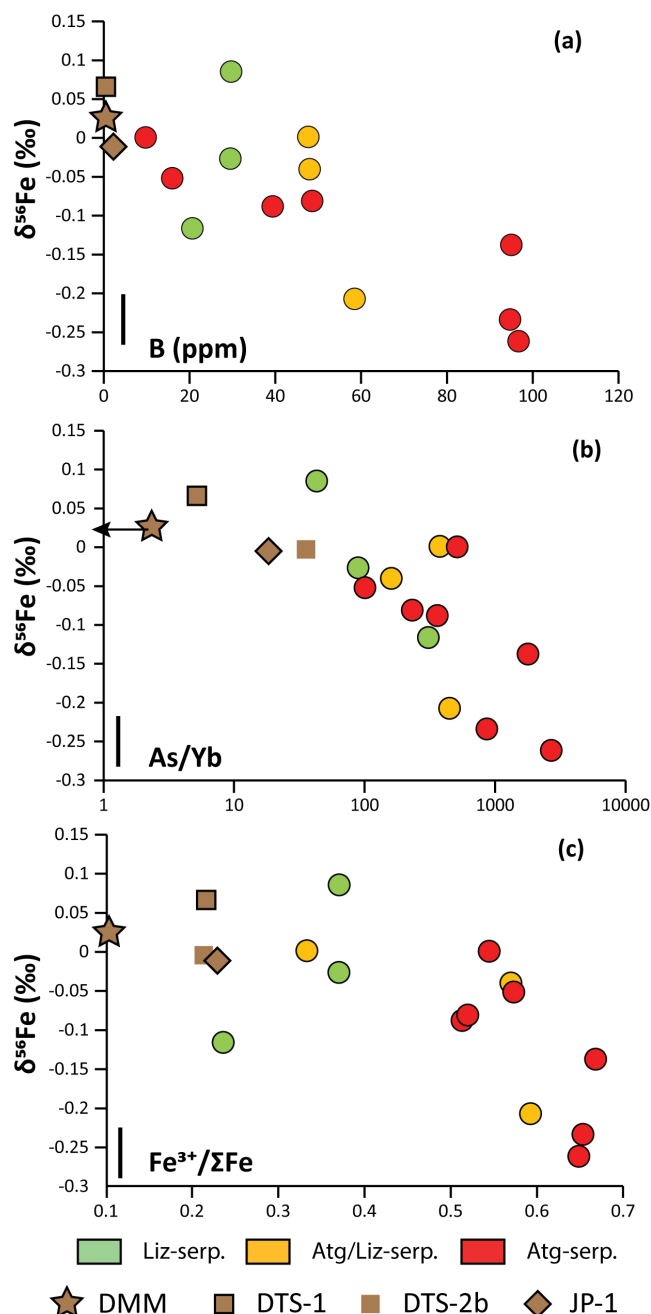 (a)
0.15
0.1
0.05
0
-0.05
-0.1
-0.15
-0.2
-0.25
-0.3
δ⁵⁶Fe (‰)
B (ppm)
0 20 40 60 80 100 120
(b)
0.15
0.1
0.05
0
-0.05
-0.1
-0.15
-0.2
-0.25
-0.3
δ⁵⁶Fe (‰)
As/Yb
1 10 100 1000 10000
(c)
0.15
0.1
0.05
0
-0.05
-0.1
-0.15
-0.2
-0.25
-0.3
δ⁵⁶Fe (‰)
Fe³⁺/ΣFe
0.1 0.2 0.3 0.4 0.5 0.6 0.7
Liz-serp. Atg/Liz-serp. Atg-serp.
DMM DTS-1 DTS-2b JP-1